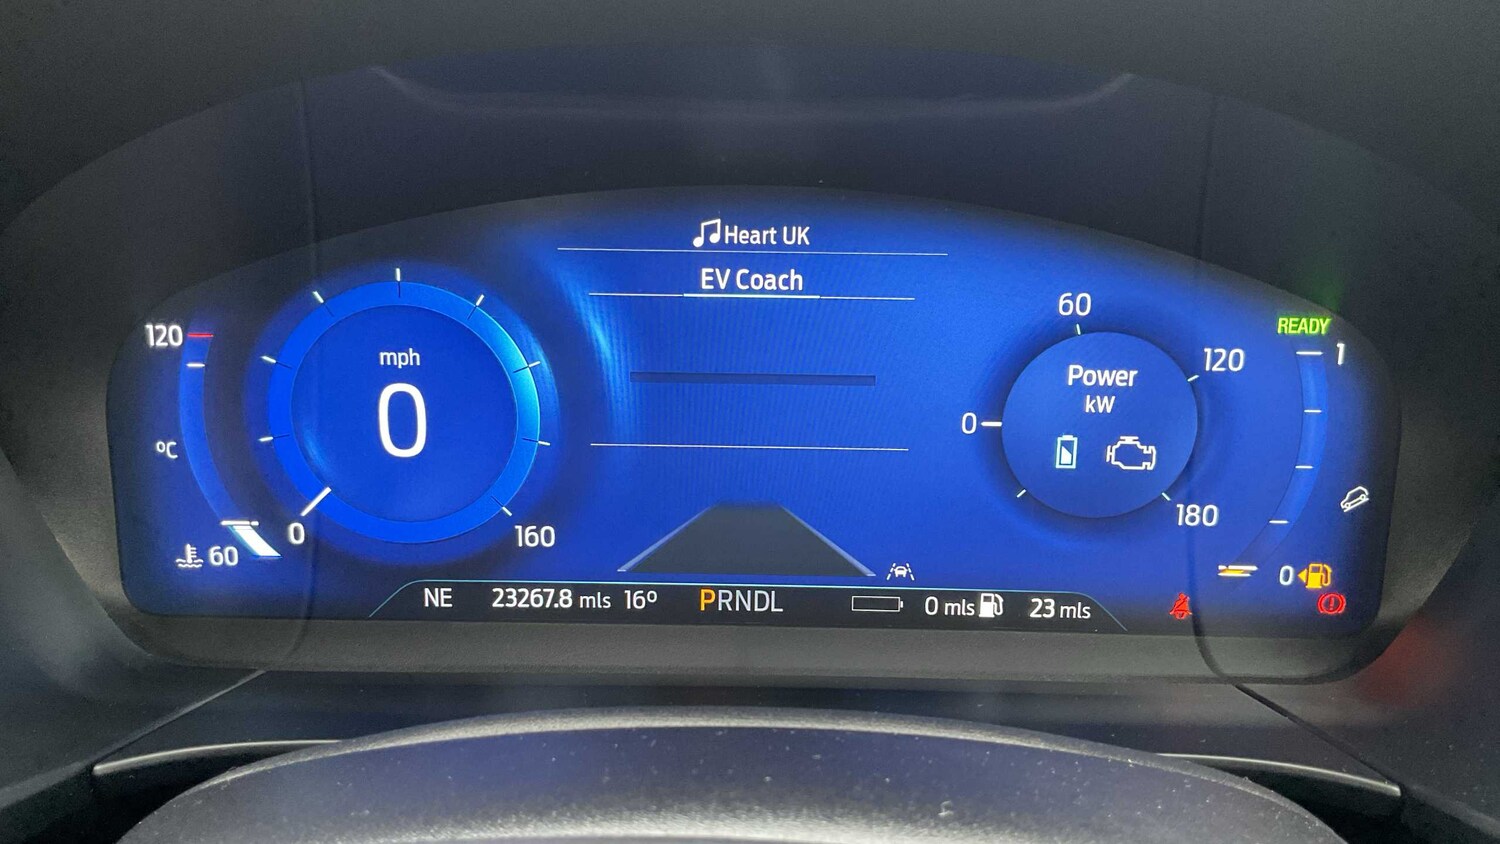 Heart UK
EV Coach
120
°C
60
mph
0
0
160
60
0
120
180
Power
kW
READY
1
0
NE 23267.8 mls 16° PRNDL 0 mls 23 mls